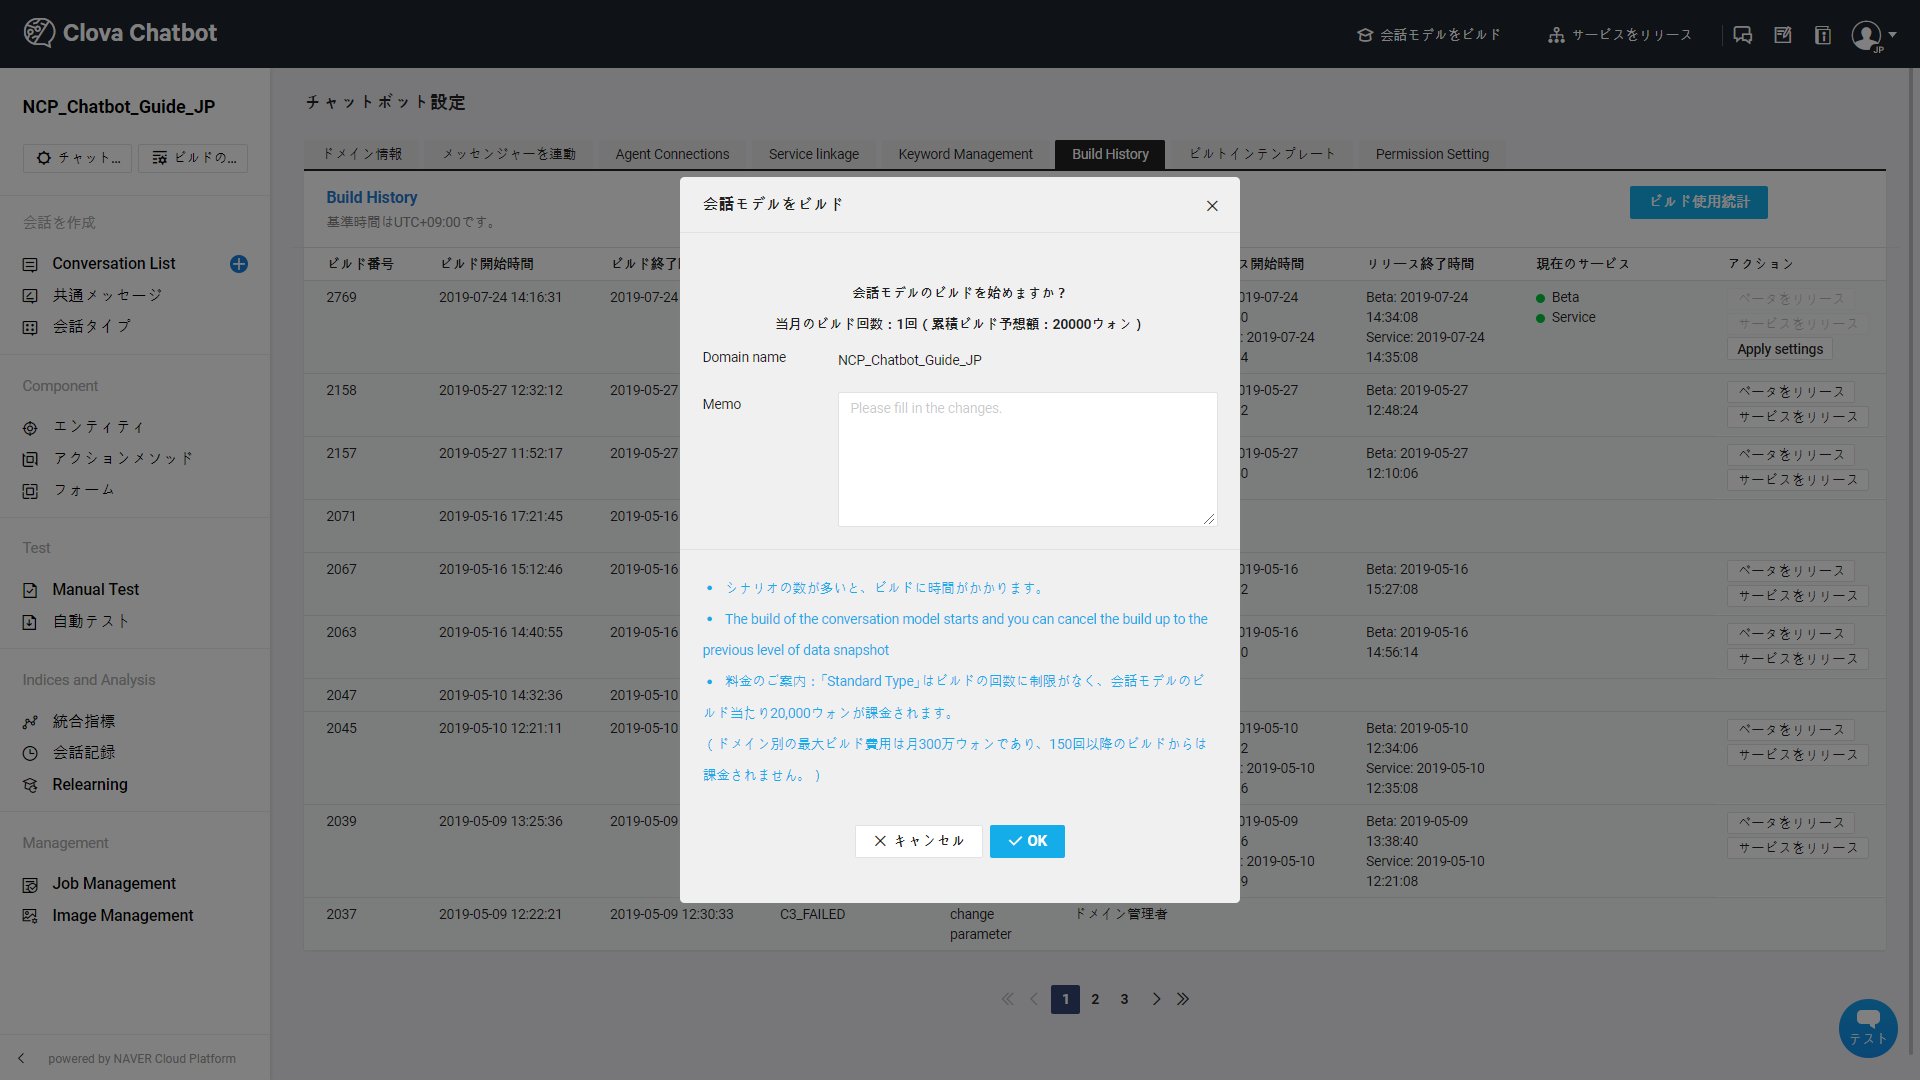 Clova Chatbot
会話モデルをビルド
サービスをリリース
JP
NCP_Chatbot_Guide_JP
チャット...
ビルドの...
会話を作成
Conversation List
共通メッセージ
会話タイプ
Component
エンティティ
アクションメソッド
フォーム
Test
Manual Test
自動テスト
Indices and Analysis
統合指標
会話記録
Relearning
Management
Job Management
Image Management
powered by NAVER Cloud Platform
チャットボット設定
ドメイン情報
メッセンジャーを連動
Agent Connections
Service linkage
Keyword Management
Build History
ビルトインテンプレート
Permission Setting
Build History
基準時間はUTC+09:00です。
ビルド使用統計
ビルド番号 ビルド開始時間 ビルド終了 ス開始時間 リリース終了時間 現在のサービス アクション
2769 2019-07-24 14:16:31 2019-07-24 019-07-24 Beta: 2019-07-24 Beta ベータをリリース
0 14:34:08 Service サービスをリリース
: 2019-07-24 Service: 2019-07-24 Apply settings
4 14:35:08
2158 2019-05-27 12:32:12 2019-05-27 019-05-27 Beta: 2019-05-27 ベータをリリース
2 12:48:24 サービスをリリース
2157 2019-05-27 11:52:17 2019-05-27 019-05-27 Beta: 2019-05-27 ベータをリリース
0 12:10:06 サービスをリリース
2071 2019-05-16 17:21:45 2019-05-16
2067 2019-05-16 15:12:46 2019-05-16 019-05-16 Beta: 2019-05-16 ベータをリリース
2 15:27:08 サービスをリリース
2063 2019-05-16 14:40:55 2019-05-16 019-05-16 Beta: 2019-05-16 ベータをリリース
0 14:56:14 サービスをリリース
2047 2019-05-10 14:32:36 2019-05-10
2045 2019-05-10 12:21:11 2019-05-10 019-05-10 Beta: 2019-05-10 ベータをリリース
2 12:34:06 サービスをリリース
: 2019-05-10 Service: 2019-05-10
6 12:35:08
2039 2019-05-09 13:25:36 2019-05-09 019-05-09 Beta: 2019-05-09 ベータをリリース
6 13:38:40 サービスをリリース
: 2019-05-10 Service: 2019-05-10
9 12:21:08
2037 2019-05-09 12:22:21 2019-05-09 12:30:33 C3_FAILED change ドメイン管理者
parameter
1 2 3
テスト
会話モデルをビルド
会話モデルのビルドを始めますか？
当月のビルド回数 : 1回 ( 累積ビルド予想額 : 20000ウォン )
Domain name NCP_Chatbot_Guide_JP
Memo Please fill in the changes.
• シナリオの数が多いと、ビルドに時間がかかります。
• The build of the conversation model starts and you can cancel the build up to the
previous level of data snapshot
• 料金のご案内 :「Standard Type」はビルドの回数に制限がなく、会話モデルのビ
ルド当たり20,000ウォンが課金されます。
( ドメイン別の最大ビルド費用は月300万ウォンであり、150回以降のビルドからは
課金されません。 )
キャンセル
OK